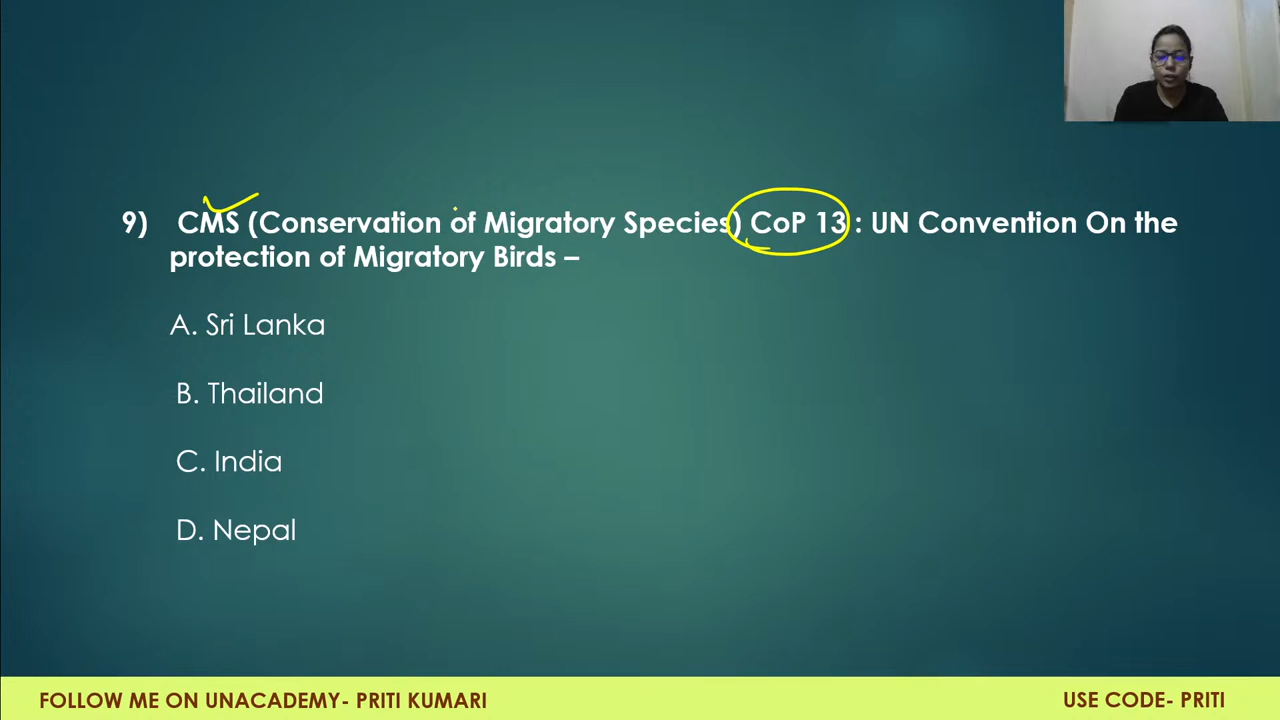 9) CMS (Conservation of Migratory Species) CoP 13 : UN Convention On the
protection of Migratory Birds –
A. Sri Lanka
B. Thailand
C. India
D. Nepal
FOLLOW ME ON UNACADEMY- PRITI KUMARI
USE CODE- PRITI